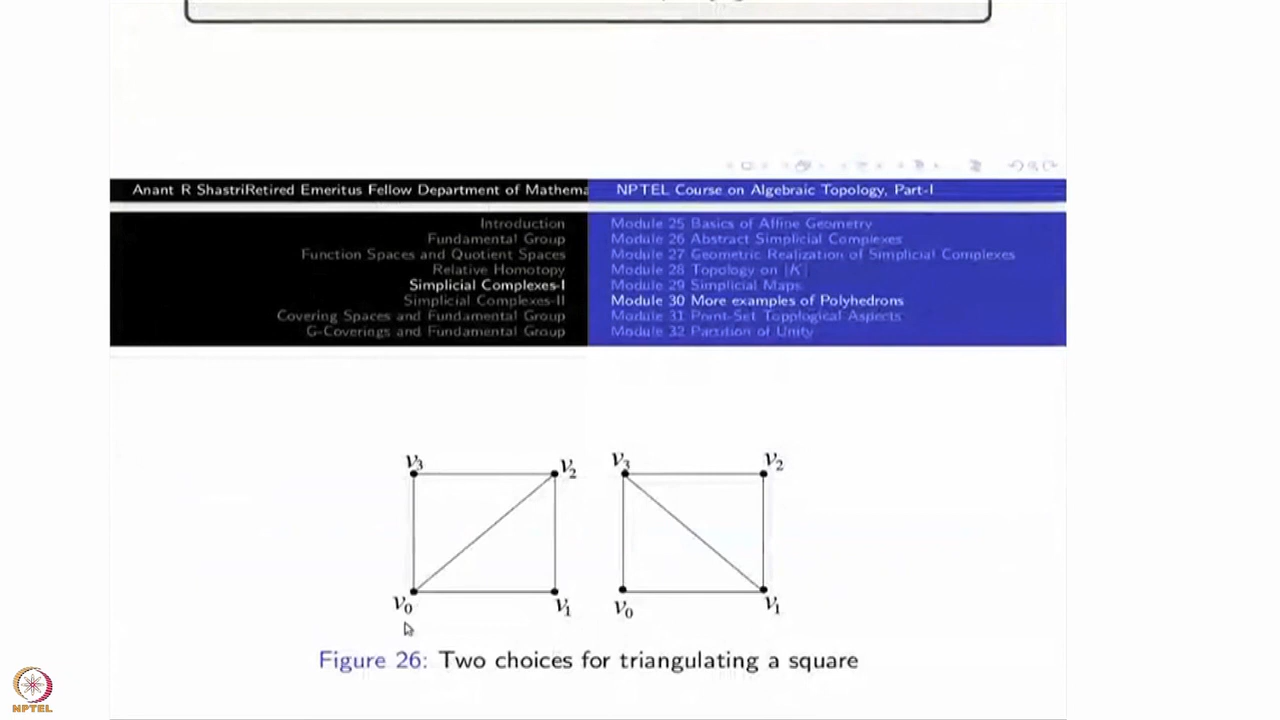 Anant R ShastriRetired Emeritus Fellow Department of Mathema
NPTEL Course on Algebraic Topology, Part-I
Introduction
Fundamental Group
Function Spaces and Quotient Spaces
Relative Homotopy
Simplicial Complexes-I
Simplicial Complexes-II
Covering Spaces and Fundamental Group
G-Coverings and Fundamental Group
Module 25 Basics of Affine Geometry
Module 26 Abstract Simplicial Complexes
Module 27 Geometric Realization of Simplicial Complexes
Module 28 Topology on |K|
Module 29 Simplicial Maps
Module 30 More examples of Polyhedrons
Module 31 Point-Set Topplogical Aspects
Module 32 Partition of Unity
v3 v2 v3 v2
v0 v1 v0 v1
Figure 26: Two choices for triangulating a square
NPTEL